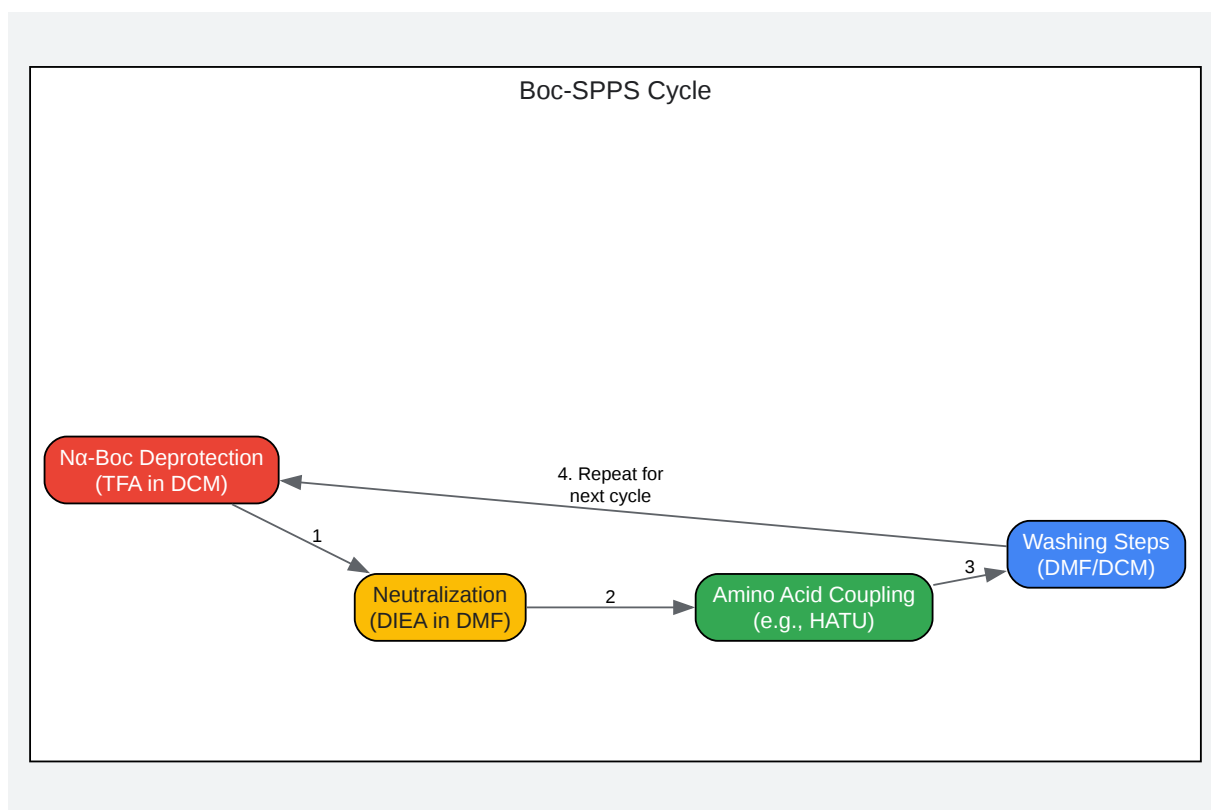 Boc-SPPS Cycle
Nα-Boc Deprotection
(TFA in DCM)
1
Neutralization
(DIEA in DMF)
2
Amino Acid Coupling
(e.g., HATU)
3
Washing Steps
(DMF/DCM)
4. Repeat for
next cycle